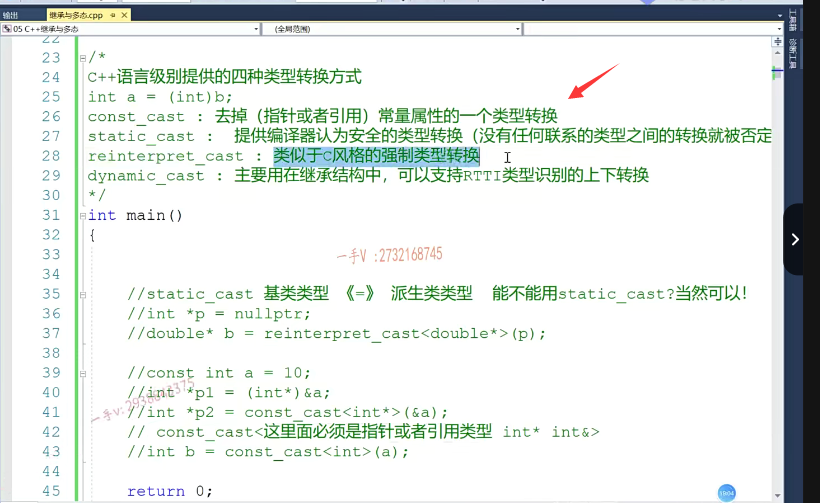 输出
继承与多态.cpp
05 C++继承与多态
(全局范围)
工具箱
诊断工具
22
23 /*
24 C++语言级别提供的四种类型转换方式
25 int a = (int)b;
26 const_cast : 去掉（指针或者引用）常量属性的一个类型转换
27 static_cast : 提供编译器认为安全的类型转换（没有任何联系的类型之间的转换就被否定
28 reinterpret_cast : 类似于C风格的强制类型转换
29 dynamic_cast : 主要用在继承结构中，可以支持RTTI类型识别的上下转换
30 */
31 int main()
32 {
33
一手V :2732168745
34
35 //static_cast 基类类型 《=》 派生类类型 能不能用static_cast?当然可以！
36 //int *p = nullptr;
37 //double* b = reinterpret_cast<double*>(p);
38
39 //const int a = 10;
40 //int *p1 = (int*)&a;
41 //int *p2 = const_cast<int*>(&a);
42 // const_cast<这里面必须是指针或者引用类型 int* int&>
43 //int b = const_cast<int>(a);
44
45 return 0;